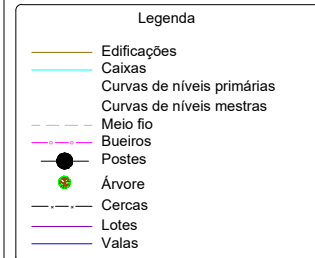 Legenda
Edificações
Caixas
Curvas de níveis primárias
Curvas de níveis mestras
Meio fio
Bueiros
Postes
Árvore
Cercas
Lotes
Valas